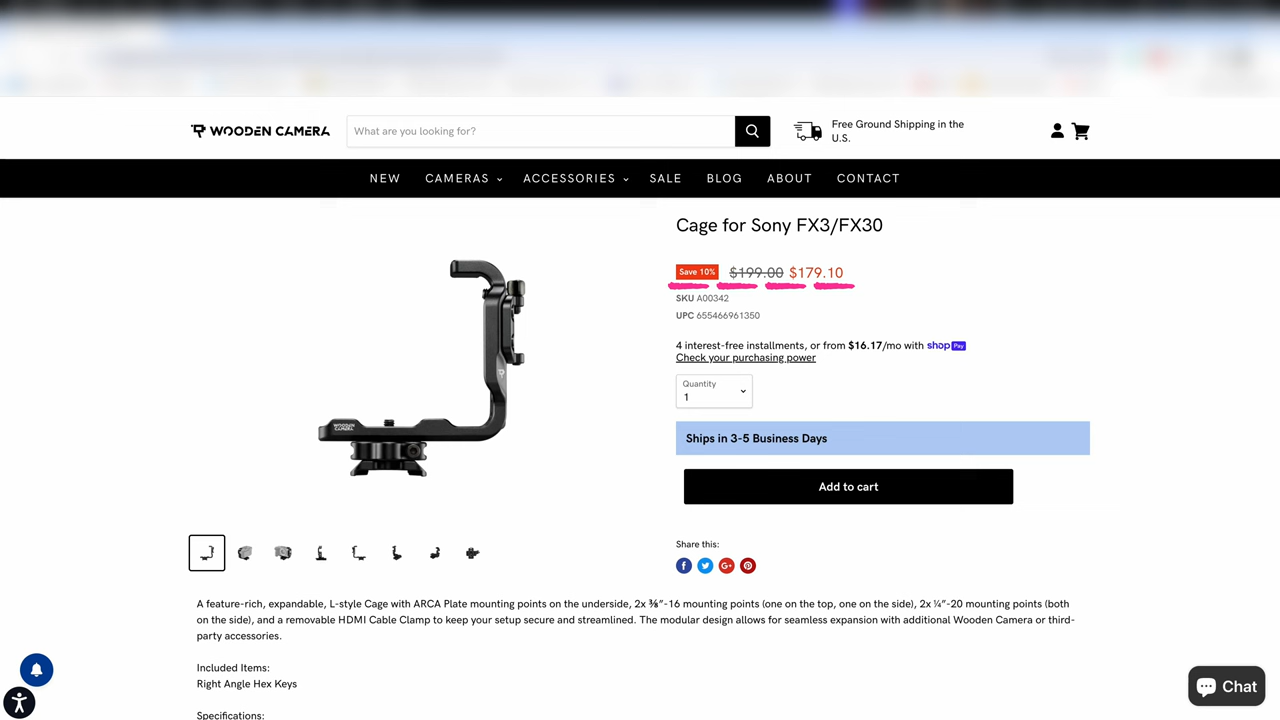 WOODEN CAMERA
What are you looking for?
Free Ground Shipping in the
U.S.
NEW CAMERAS ACCESSORIES SALE BLOG ABOUT CONTACT
Cage for Sony FX3/FX30
Save 10% $199.00 $179.10
SKU A00342
UPC 655466961350
4 interest-free installments, or from $16.17/mo with shop Pay
Check your purchasing power
Quantity
1
Ships in 3-5 Business Days
Add to cart
WOODEN
CAMERA
Share this:
A feature-rich, expandable, L-style Cage with ARCA Plate mounting points on the underside, 2x ⅜”-16 mounting points (one on the top, one on the side), 2x ¼”-20 mounting points (both
on the side), and a removable HDMI Cable Clamp to keep your setup secure and streamlined. The modular design allows for seamless expansion with additional Wooden Camera or third-
party accessories.
Included Items:
Right Angle Hex Keys
Chat
Specifications: